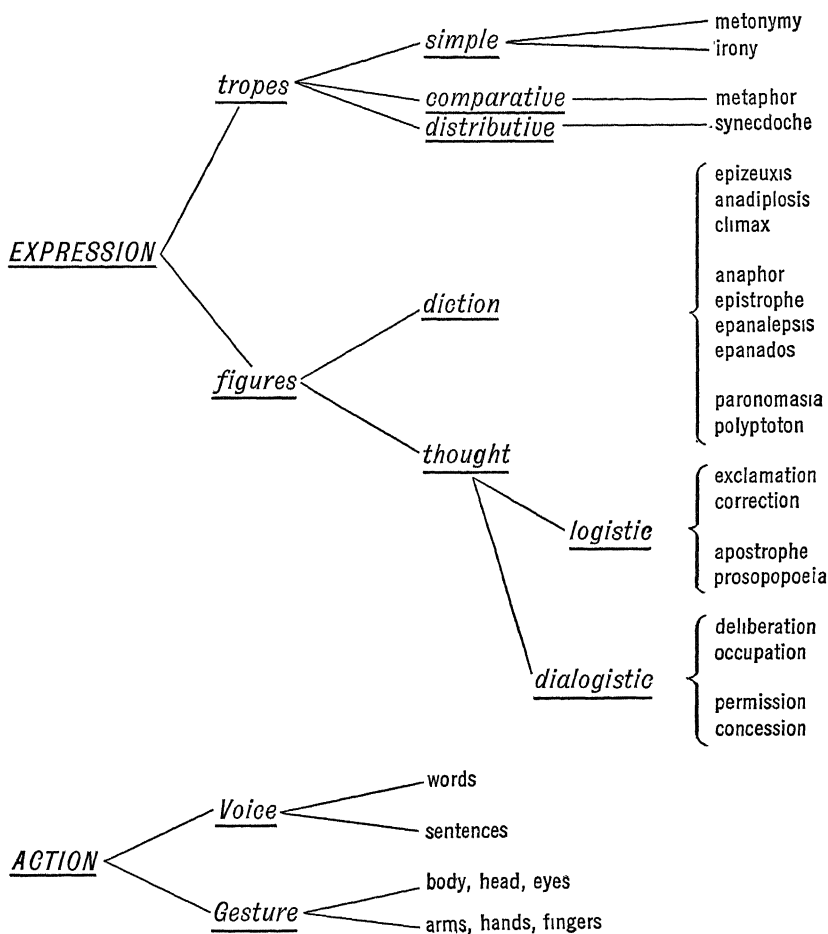 metonymy
simple
irony
tropes
comparative
metaphor
distributive
synecdoche
epizeuxis
anadiplosis
climax
EXPRESSION
anaphor
diction
epistrophe
epanalepsis
epanados
figures
paronomasia
polyptoton
thought
exclamation
correction
logistic
apostrophe
prosopopoeia
deliberation
occupation
dialogistic
permission
concession
words
Voice
sentences
ACTION
body, head, eyes
Gesture
arms, hands, fingers